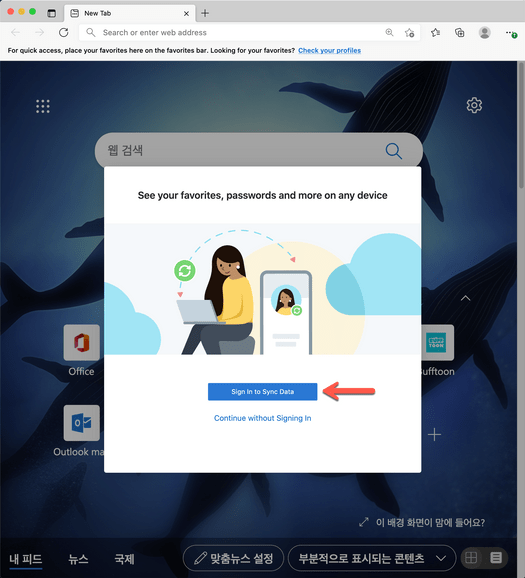 New Tab
Search or enter web address
For quick access, place your favorites here on the favorites bar. Looking for your favorites? Check your profiles
웹 검색
See your favorites, passwords and more on any device
Sign In to Sync Data
Continue without Signing In
Office
Bufftoon
BUFF
TOON
Outlook ma
이 배경 화면이 맘에 들어요?
내 피드 뉴스 국제 맞춤뉴스 설정 부분적으로 표시되는 콘텐츠